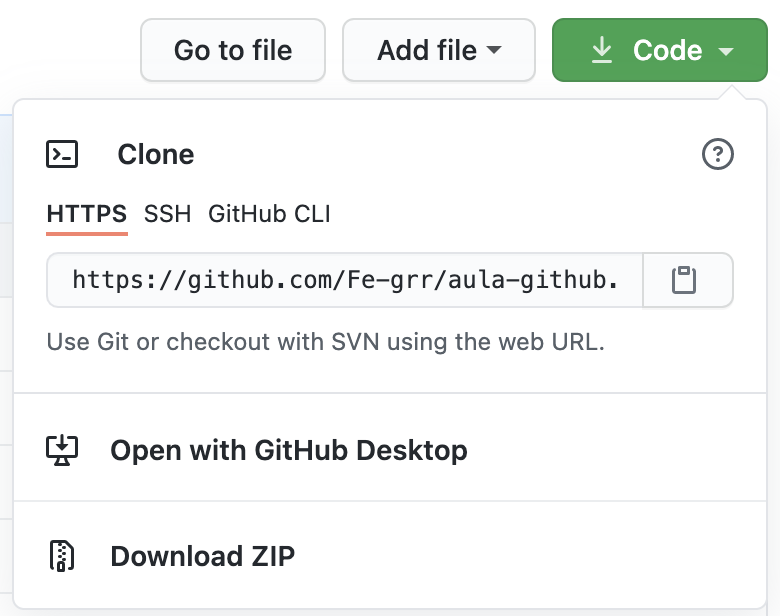 Go to file Add file Code
Clone
HTTPS SSH GitHub CLI
https://github.com/Fe-grr/aula-github.
Use Git or checkout with SVN using the web URL.
Open with GitHub Desktop
Download ZIP